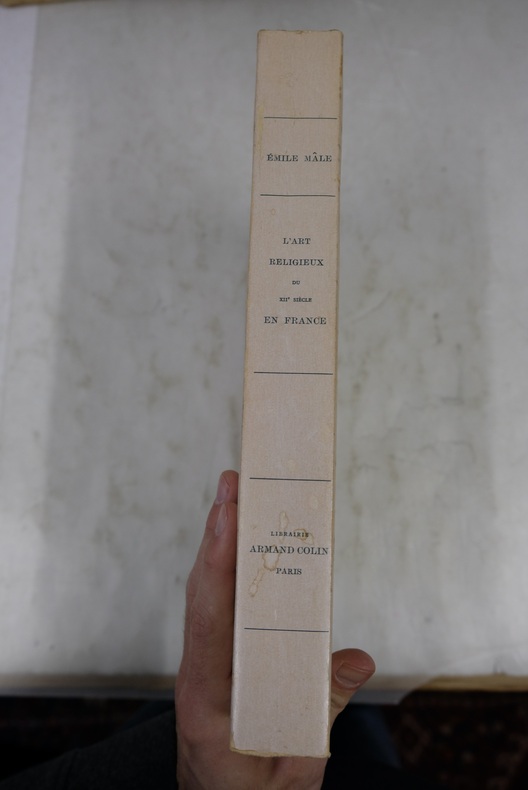 ÉMILE MÂLE
L'ART
RELIGIEUX
DU
XIIᵉ SIÈCLE
EN FRANCE
LIBRAIRIE
ARMAND COLIN
PARIS